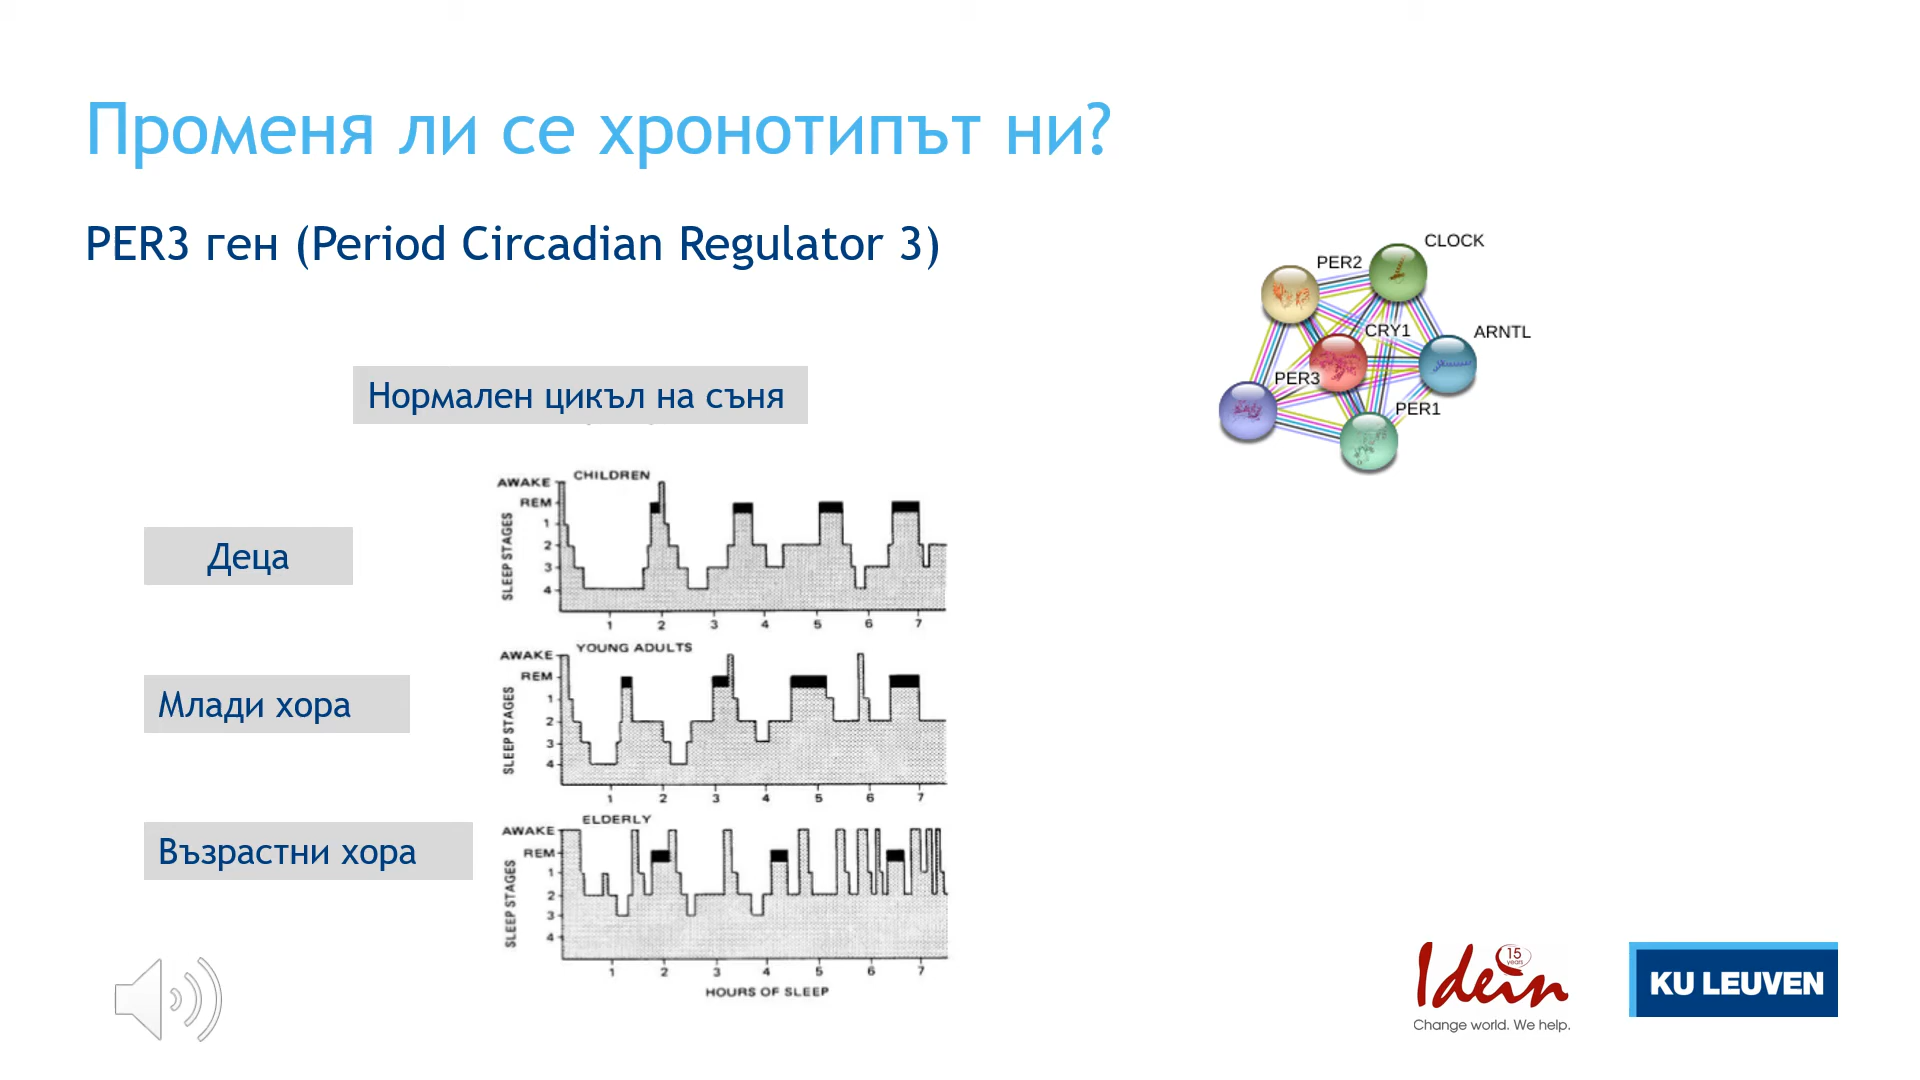 Променя ли се хронотипът ни?
PER3 ген (Period Circadian Regulator 3)
CLOCK
PER2
CRY1
ARNTL
PER3
PER1
Нормален цикъл на съня
Деца
CHILDREN
AWAKE
REM
1
2
3
4
SLEEP STAGES
1 2 3 4 5 6 7
Млади хора
YOUNG ADULTS
AWAKE
REM
1
2
3
4
SLEEP STAGES
1 2 3 4 5 6 7
Възрастни хора
ELDERLY
AWAKE
REM
1
2
3
4
SLEEP STAGES
1 2 3 4 5 6 7
HOURS OF SLEEP
Idein
15
years
Change world. We help.
KU LEUVEN